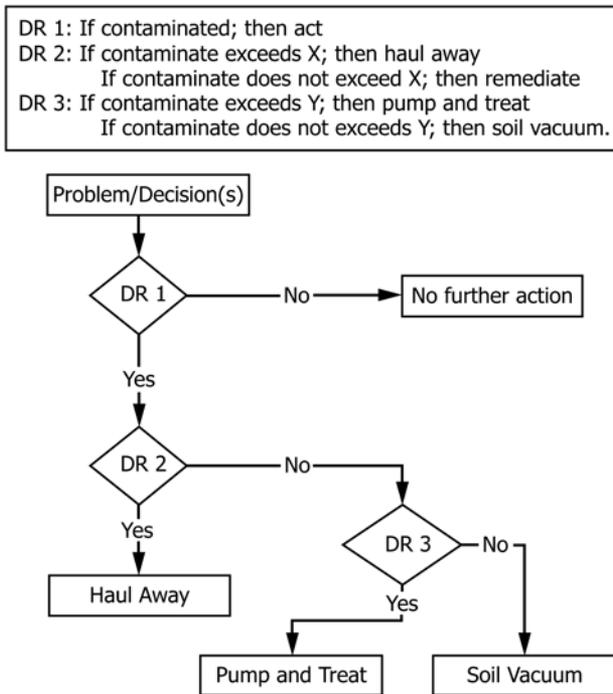 DR 1: If contaminated; then act
DR 2: If contaminate exceeds X; then haul away
If contaminate does not exceed X; then remediate
DR 3: If contaminate exceeds Y; then pump and treat
If contaminate does not exceeds Y; then soil vacuum.
Problem/Decision(s)
DR 1
No
No further action
Yes
DR 2
No
Yes
DR 3
No
Haul Away
Yes
Pump and Treat
Soil Vacuum